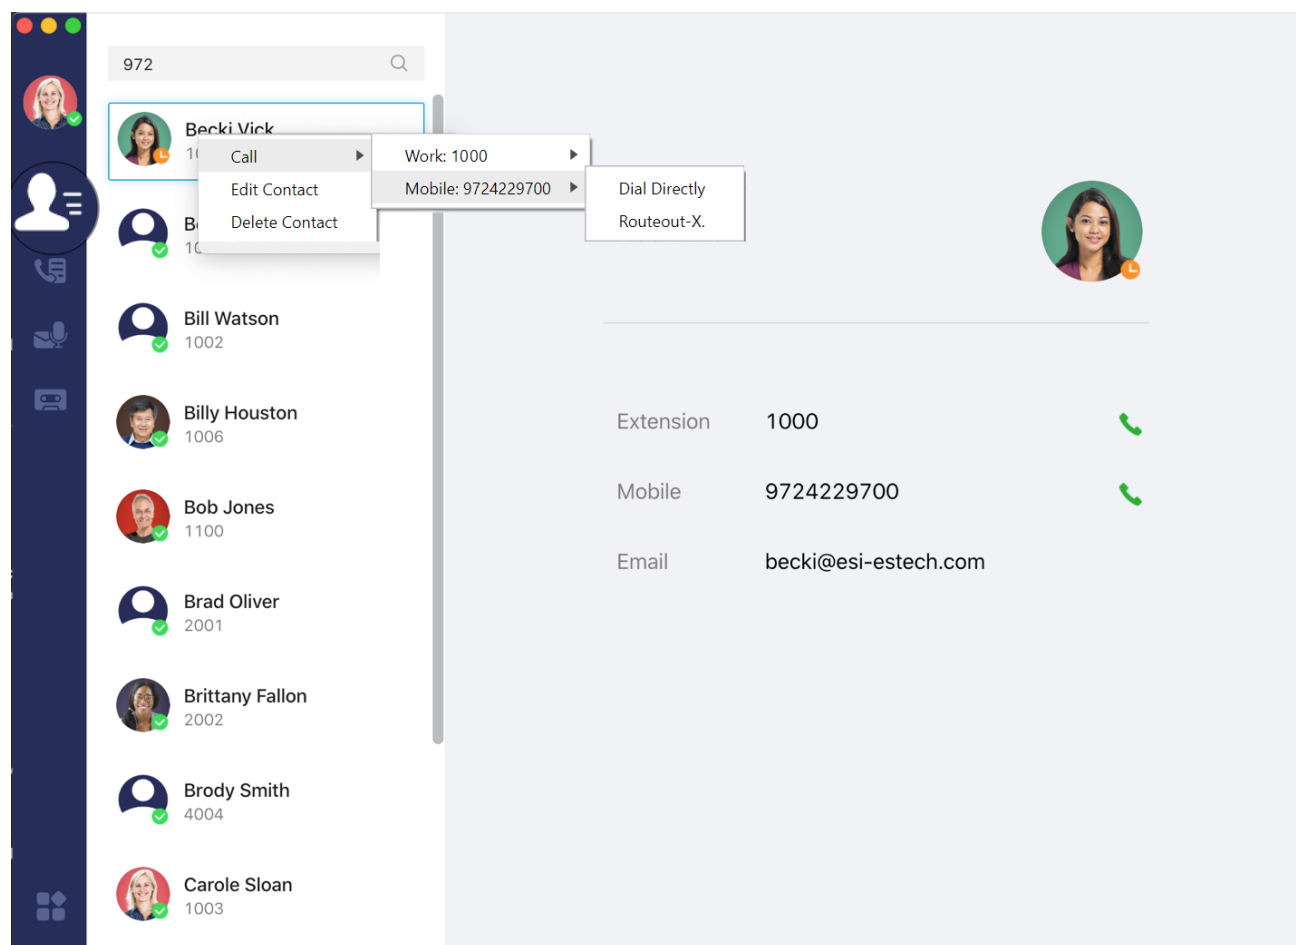 972
Becki Vick
Call
Work: 1000
Edit Contact
Mobile: 9724229700
Dial Directly
Delete Contact
Routeout-X.
Bill Watson
1002
Billy Houston
1006
Bob Jones
1100
Brad Oliver
2001
Brittany Fallon
2002
Brody Smith
4004
Carole Sloan
1003
Extension 1000
Mobile 9724229700
Email becki@esi-estech.com